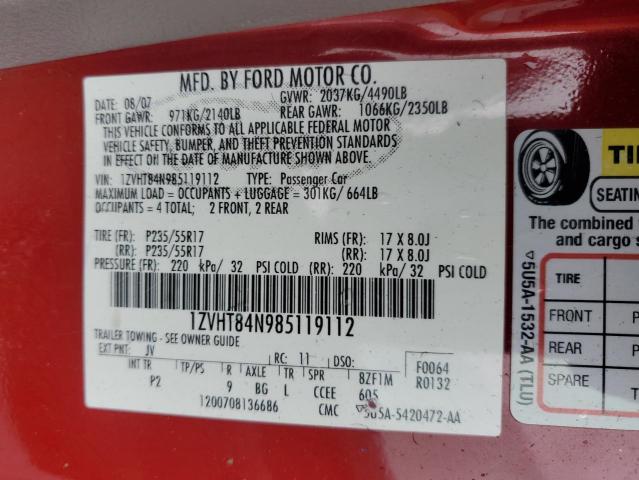 MFD. BY FORD MOTOR CO.
DATE: 08/07 GVWR: 2037KG/4490LB
FRONT GAWR: 971KG/2140LB REAR GAWR: 1066KG/2350LB
THIS VEHICLE CONFORMS TO ALL APPLICABLE FEDERAL MOTOR
VEHICLE SAFETY, BUMPER, AND THEFT PREVENTION STANDARDS
IN EFFECT ON THE DATE OF MANUFACTURE SHOWN ABOVE.
VIN: 1ZVHT84N985119112 TYPE: Passenger Car
MAXIMUM LOAD = OCCUPANTS + LUGGAGE = 301KG/ 664LB
OCCUPANTS = 4 TOTAL; 2 FRONT, 2 REAR
TIRE (FR): P235/55R17 RIMS (FR): 17 X 8.0J
(RR): P235/55R17 (RR): 17 X 8.0J
PRESSURE (FR): 220 kPa/ 32 PSI COLD (RR): 220 kPa/ 32 PSI COLD
1ZVHT84N985119112
TRAILER TOWING - SEE OWNER GUIDE
EXT PNT: JV RC: 11 DSO: F0064
INT TR TP/PS R AXLE TR SPR 8ZF1M R0132
P2 9 BG L CCEE 605
1200708136686 CMC ▽5U5A-5420472-AA
TI
SEATIN
The combined
and cargo s
TIRE
FRONT P
REAR P
SPARE T
▽5U5A-1532-AA (TLU)